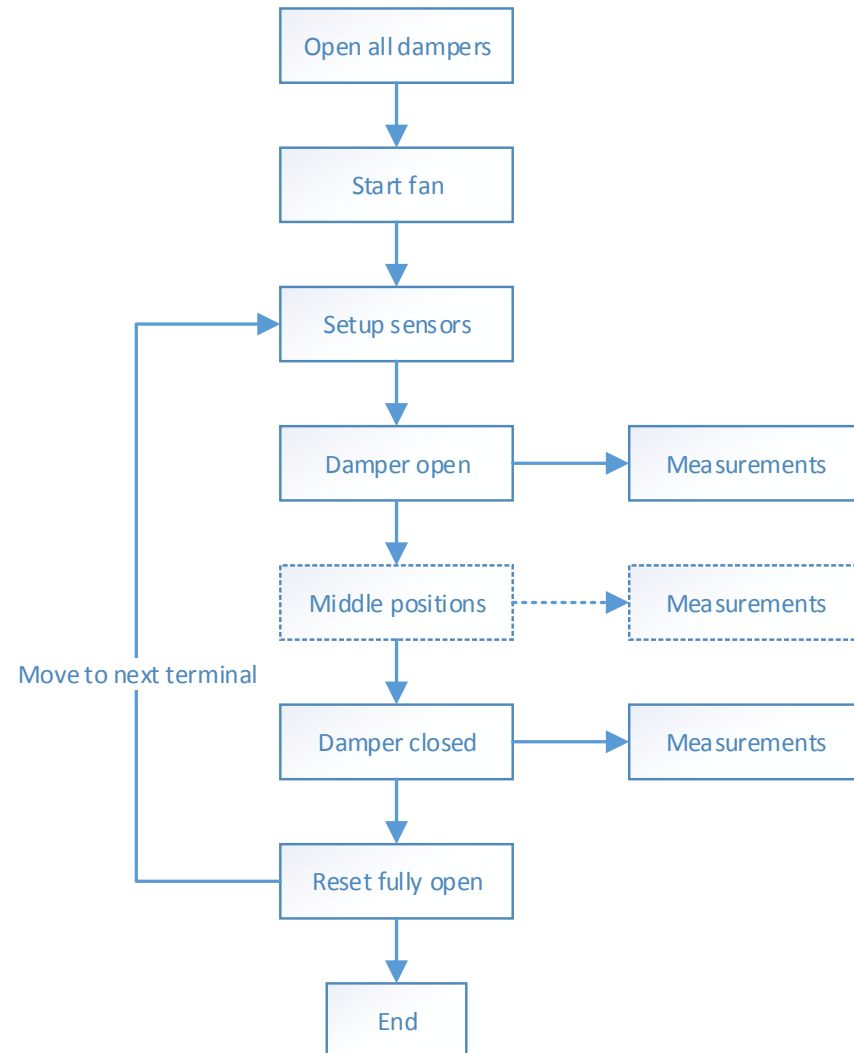 Open all dampers
Start fan
Setup sensors
Damper open
Measurements
Middle positions
Measurements
Move to next terminal
Damper closed
Measurements
Reset fully open
End